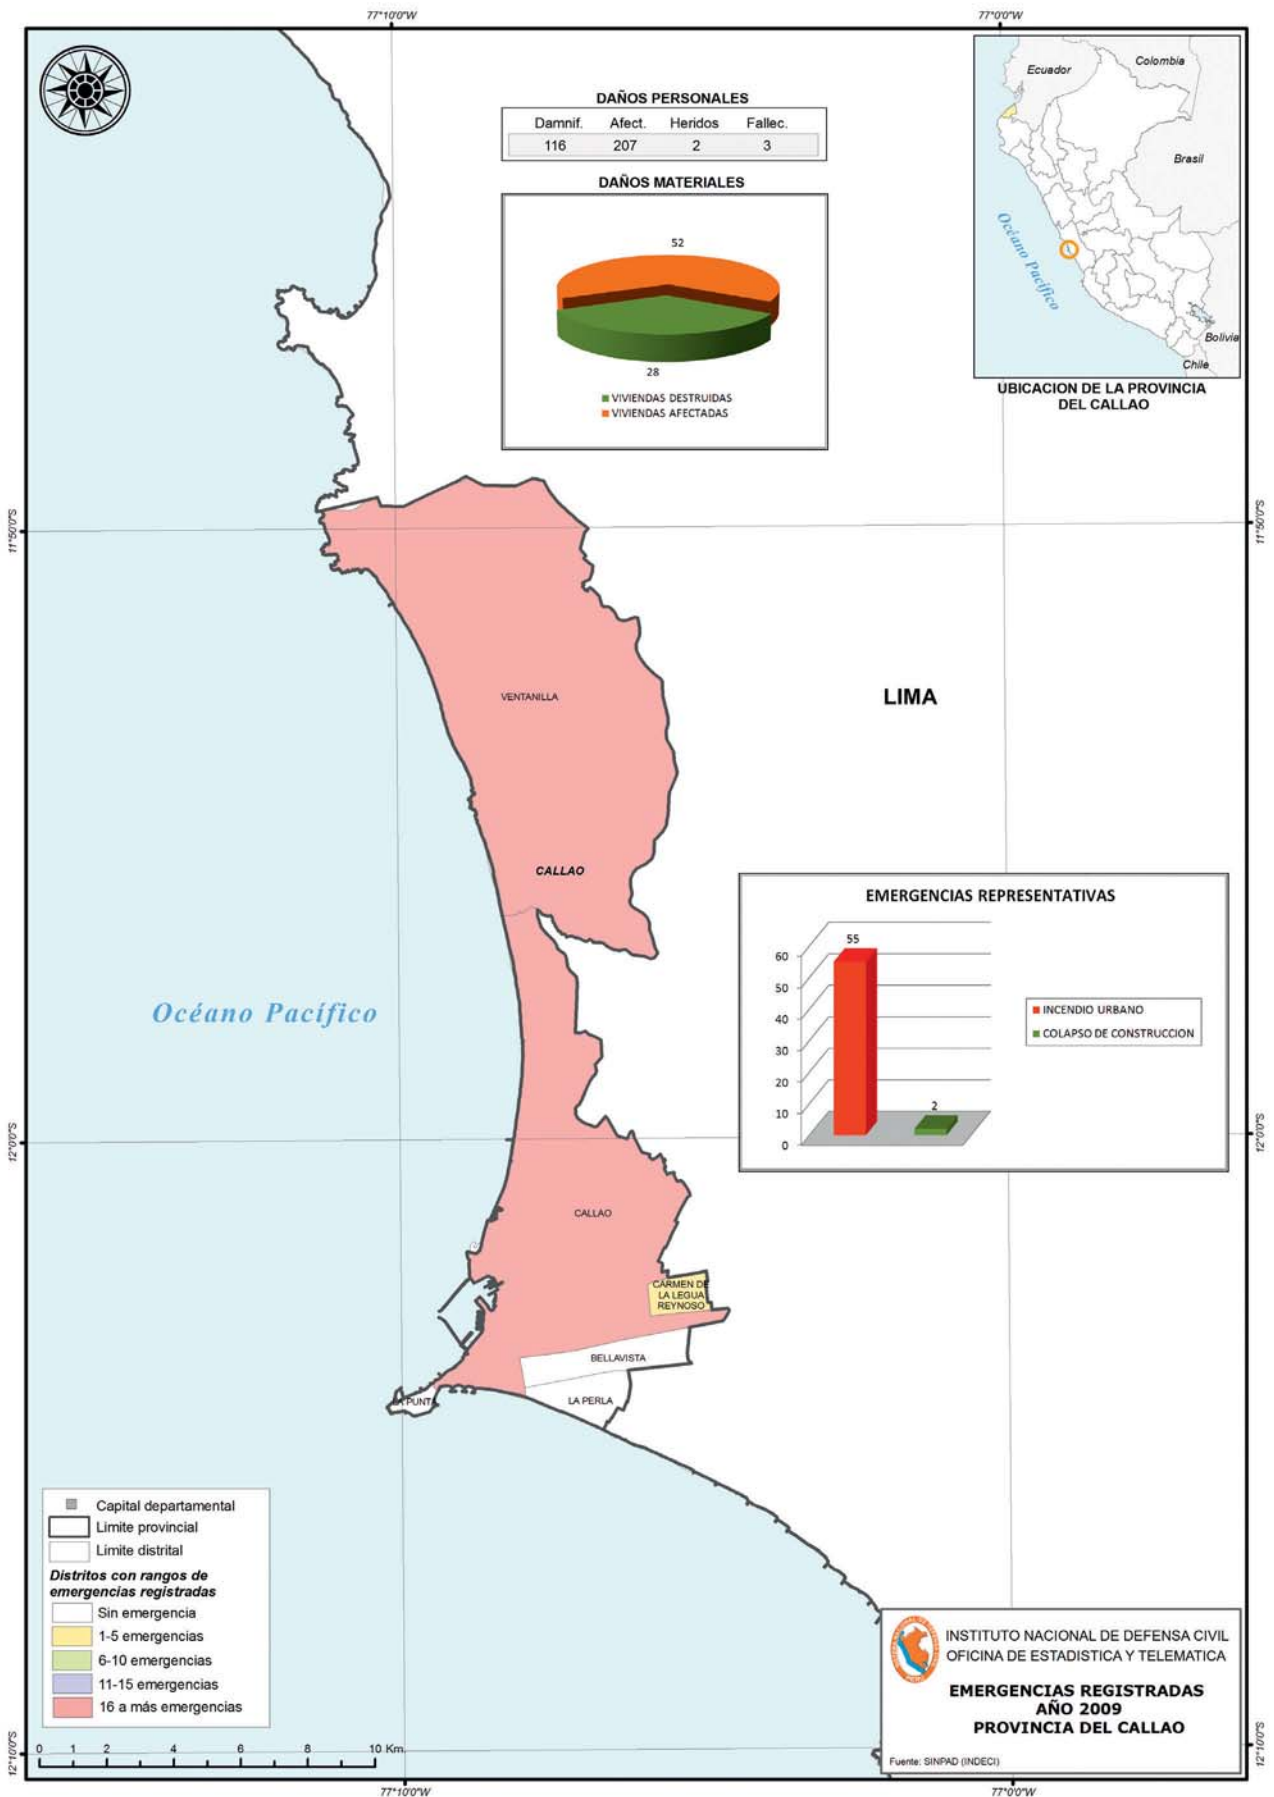 77°10'0"W
77°0'0"W
DAÑOS PERSONALES
Damnif. Afect. Heridos Fallec.
116 207 2 3
DAÑOS MATERIALES
52
28
VIVIENDAS DESTRUIDAS
VIVIENDAS AFECTADAS
Ecuador
Colombia
Brasil
Océano Pacífico
Bolivia
Chile
UBICACION DE LA PROVINCIA
DEL CALLAO
11°50'0"S
11°50'0"S
VENTANILLA
LIMA
CALLAO
EMERGENCIAS REPRESENTATIVAS
55
2
60
50
40
30
20
10
0
INCENDIO URBANO
COLAPSO DE CONSTRUCCION
Océano Pacífico
12°0'0"S
12°0'0"S
CALLAO
CARMEN DE
LA LEGUA
REYNOSO
BELLAVISTA
LA PERLA
LA PUNTA
Capital departamental
Limite provincial
Limite distrital
Distritos con rangos de
emergencias registradas
Sin emergencia
1-5 emergencias
6-10 emergencias
11-15 emergencias
16 a más emergencias
0 1 2 4 6 8 10 Km
12°10'0"S
12°10'0"S
INSTITUTO NACIONAL DE DEFENSA CIVIL
OFICINA DE ESTADISTICA Y TELEMATICA
EMERGENCIAS REGISTRADAS
AÑO 2009
PROVINCIA DEL CALLAO
Fuente: SINPAD (INDECI)
77°10'0"W
77°0'0"W